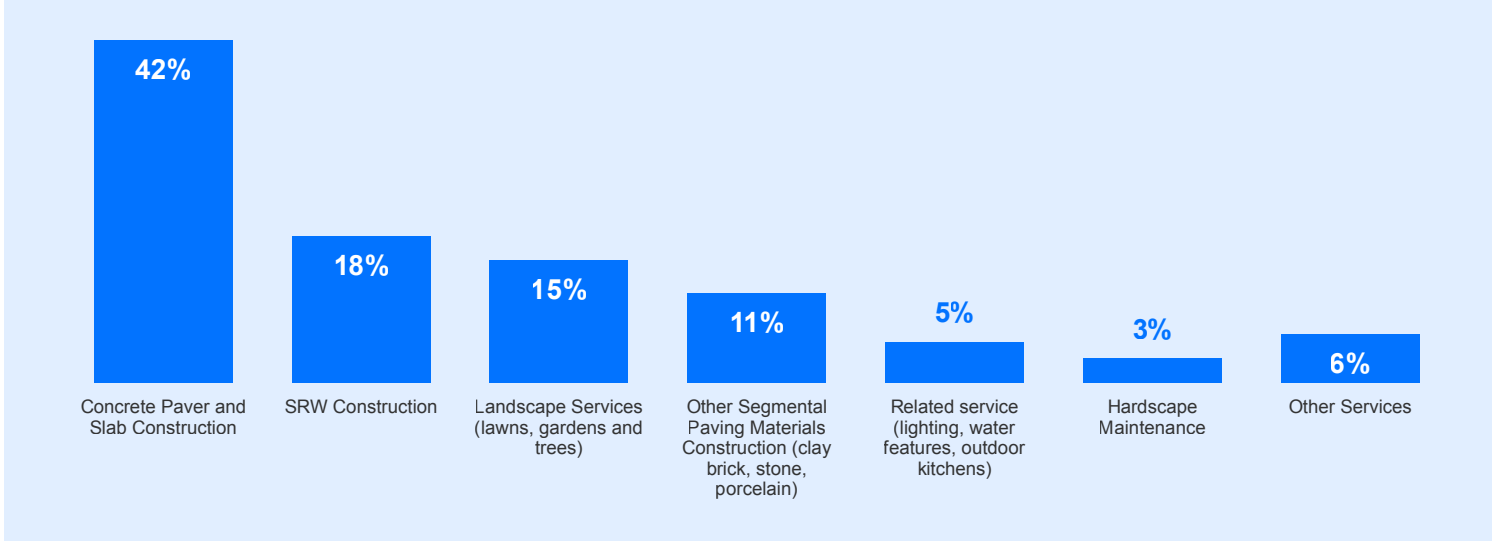 42%
18%
15%
11%
5%
3%
6%
Concrete Paver and
Slab Construction
SRW Construction
Landscape Services
(lawns, gardens and
trees)
Other Segmental
Paving Materials
Construction (clay
brick, stone,
porcelain)
Related service
(lighting, water
features, outdoor
kitchens)
Hardscape
Maintenance
Other Services